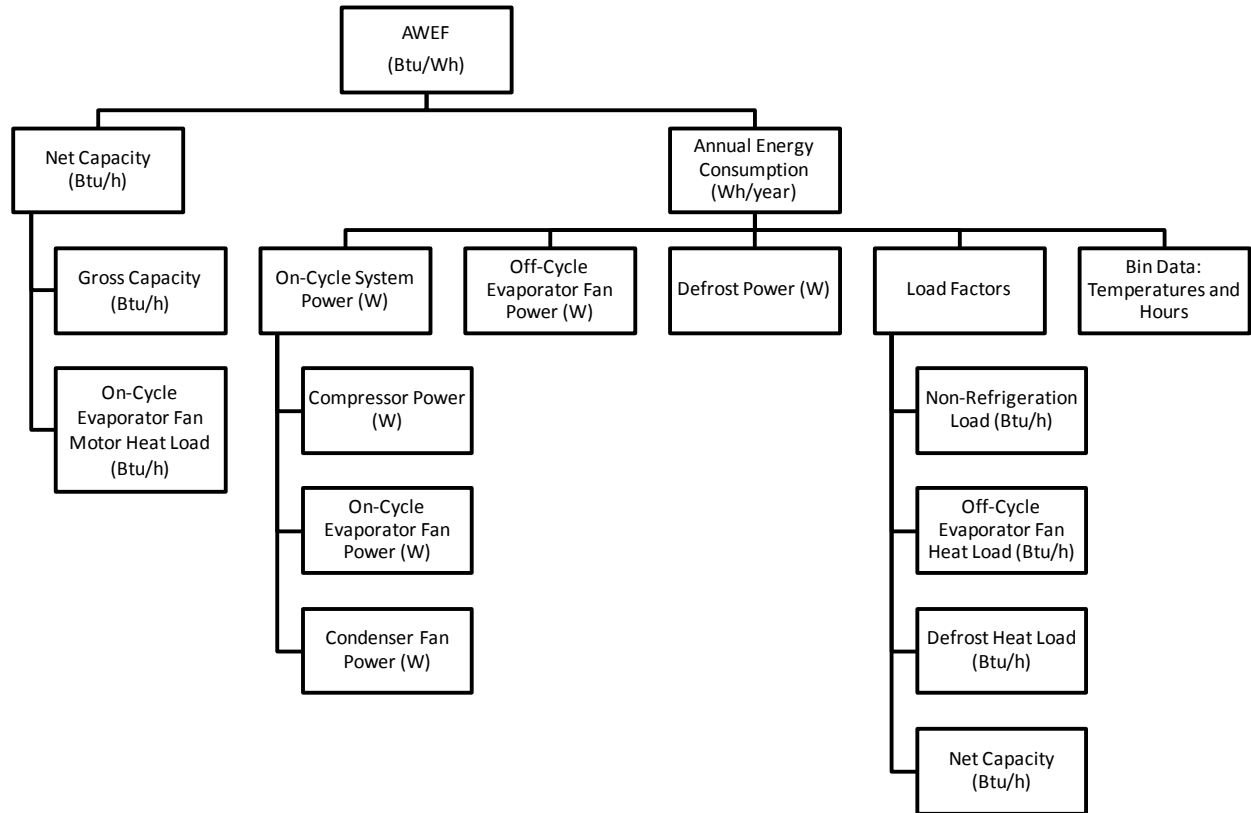 AWEF
(Btu/Wh)
Net Capacity
(Btu/h)
Annual Energy
Consumption
(Wh/year)
Gross Capacity
(Btu/h)
On-Cycle
Evaporator Fan
Motor Heat Load
(Btu/h)
On-Cycle System
Power (W)
Compressor Power
(W)
On-Cycle
Evaporator Fan
Power (W)
Condenser Fan
Power (W)
Off-Cycle
Evaporator Fan
Power (W)
Defrost Power (W)
Load Factors
Non-Refrigeration
Load (Btu/h)
Off-Cycle
Evaporator Fan
Heat Load (Btu/h)
Defrost Heat Load
(Btu/h)
Net Capacity
(Btu/h)
Bin Data:
Temperatures and
Hours